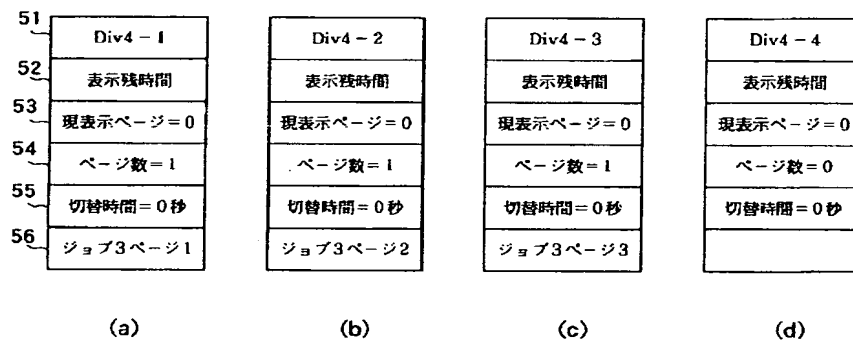 51 Div4-1 Div4-2 Div4-3 Div4-4
52 表示残時間 表示残時間 表示残時間 表示残時間
53 現表示ページ=0 現表示ページ=0 現表示ページ=0 現表示ページ=0
54 ページ数=1 ページ数=1 ページ数=1 ページ数=0
55 切替時間=0秒 切替時間=0秒 切替時間=0秒 切替時間=0秒
56 ジョブ3ページ1 ジョブ3ページ2 ジョブ3ページ3
(a) (b) (c) (d)